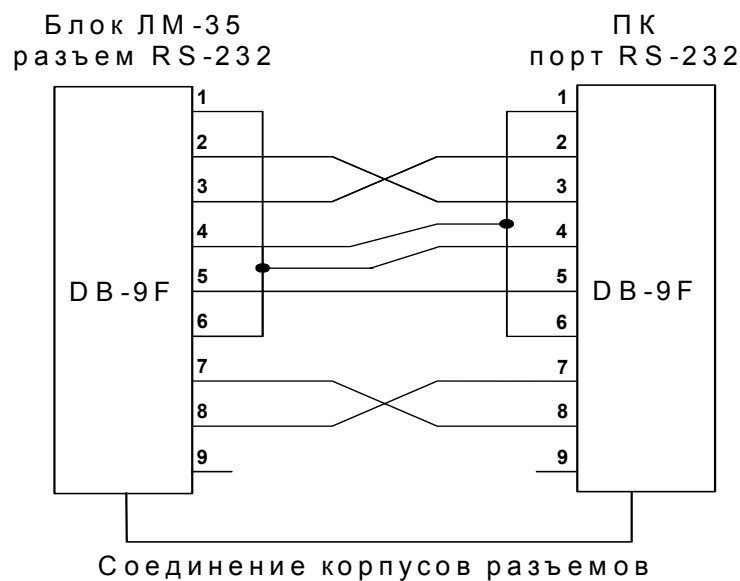 Блок ЛМ-35
разъем RS-232
ПК
порт RS-232
1
2
3
4
5
6
7
8
9
DB-9F
1
2
3
4
5
6
7
8
9
DB-9F
Соединение корпусов разъемов